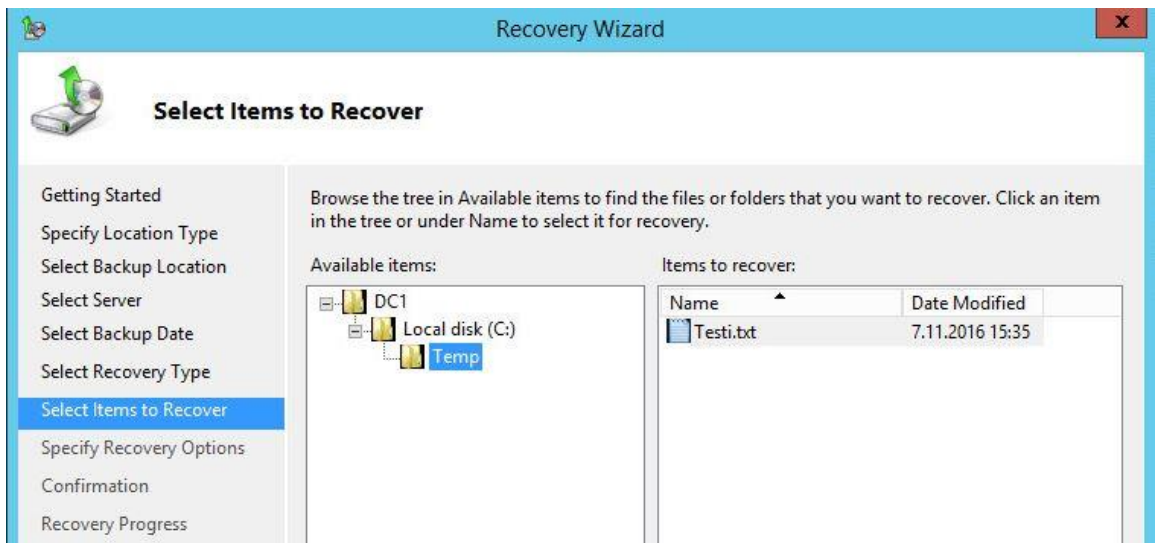 Recovery Wizard
x
Select Items to Recover
Getting Started
Specify Location Type
Select Backup Location
Select Server
Select Backup Date
Select Recovery Type
Select Items to Recover
Specify Recovery Options
Confirmation
Recovery Progress
Browse the tree in Available items to find the files or folders that you want to recover. Click an item
in the tree or under Name to select it for recovery.
Available items:
DC1
Local disk (C:)
Temp
Items to recover:
Name Date Modified
Testi.txt 7.11.2016 15:35